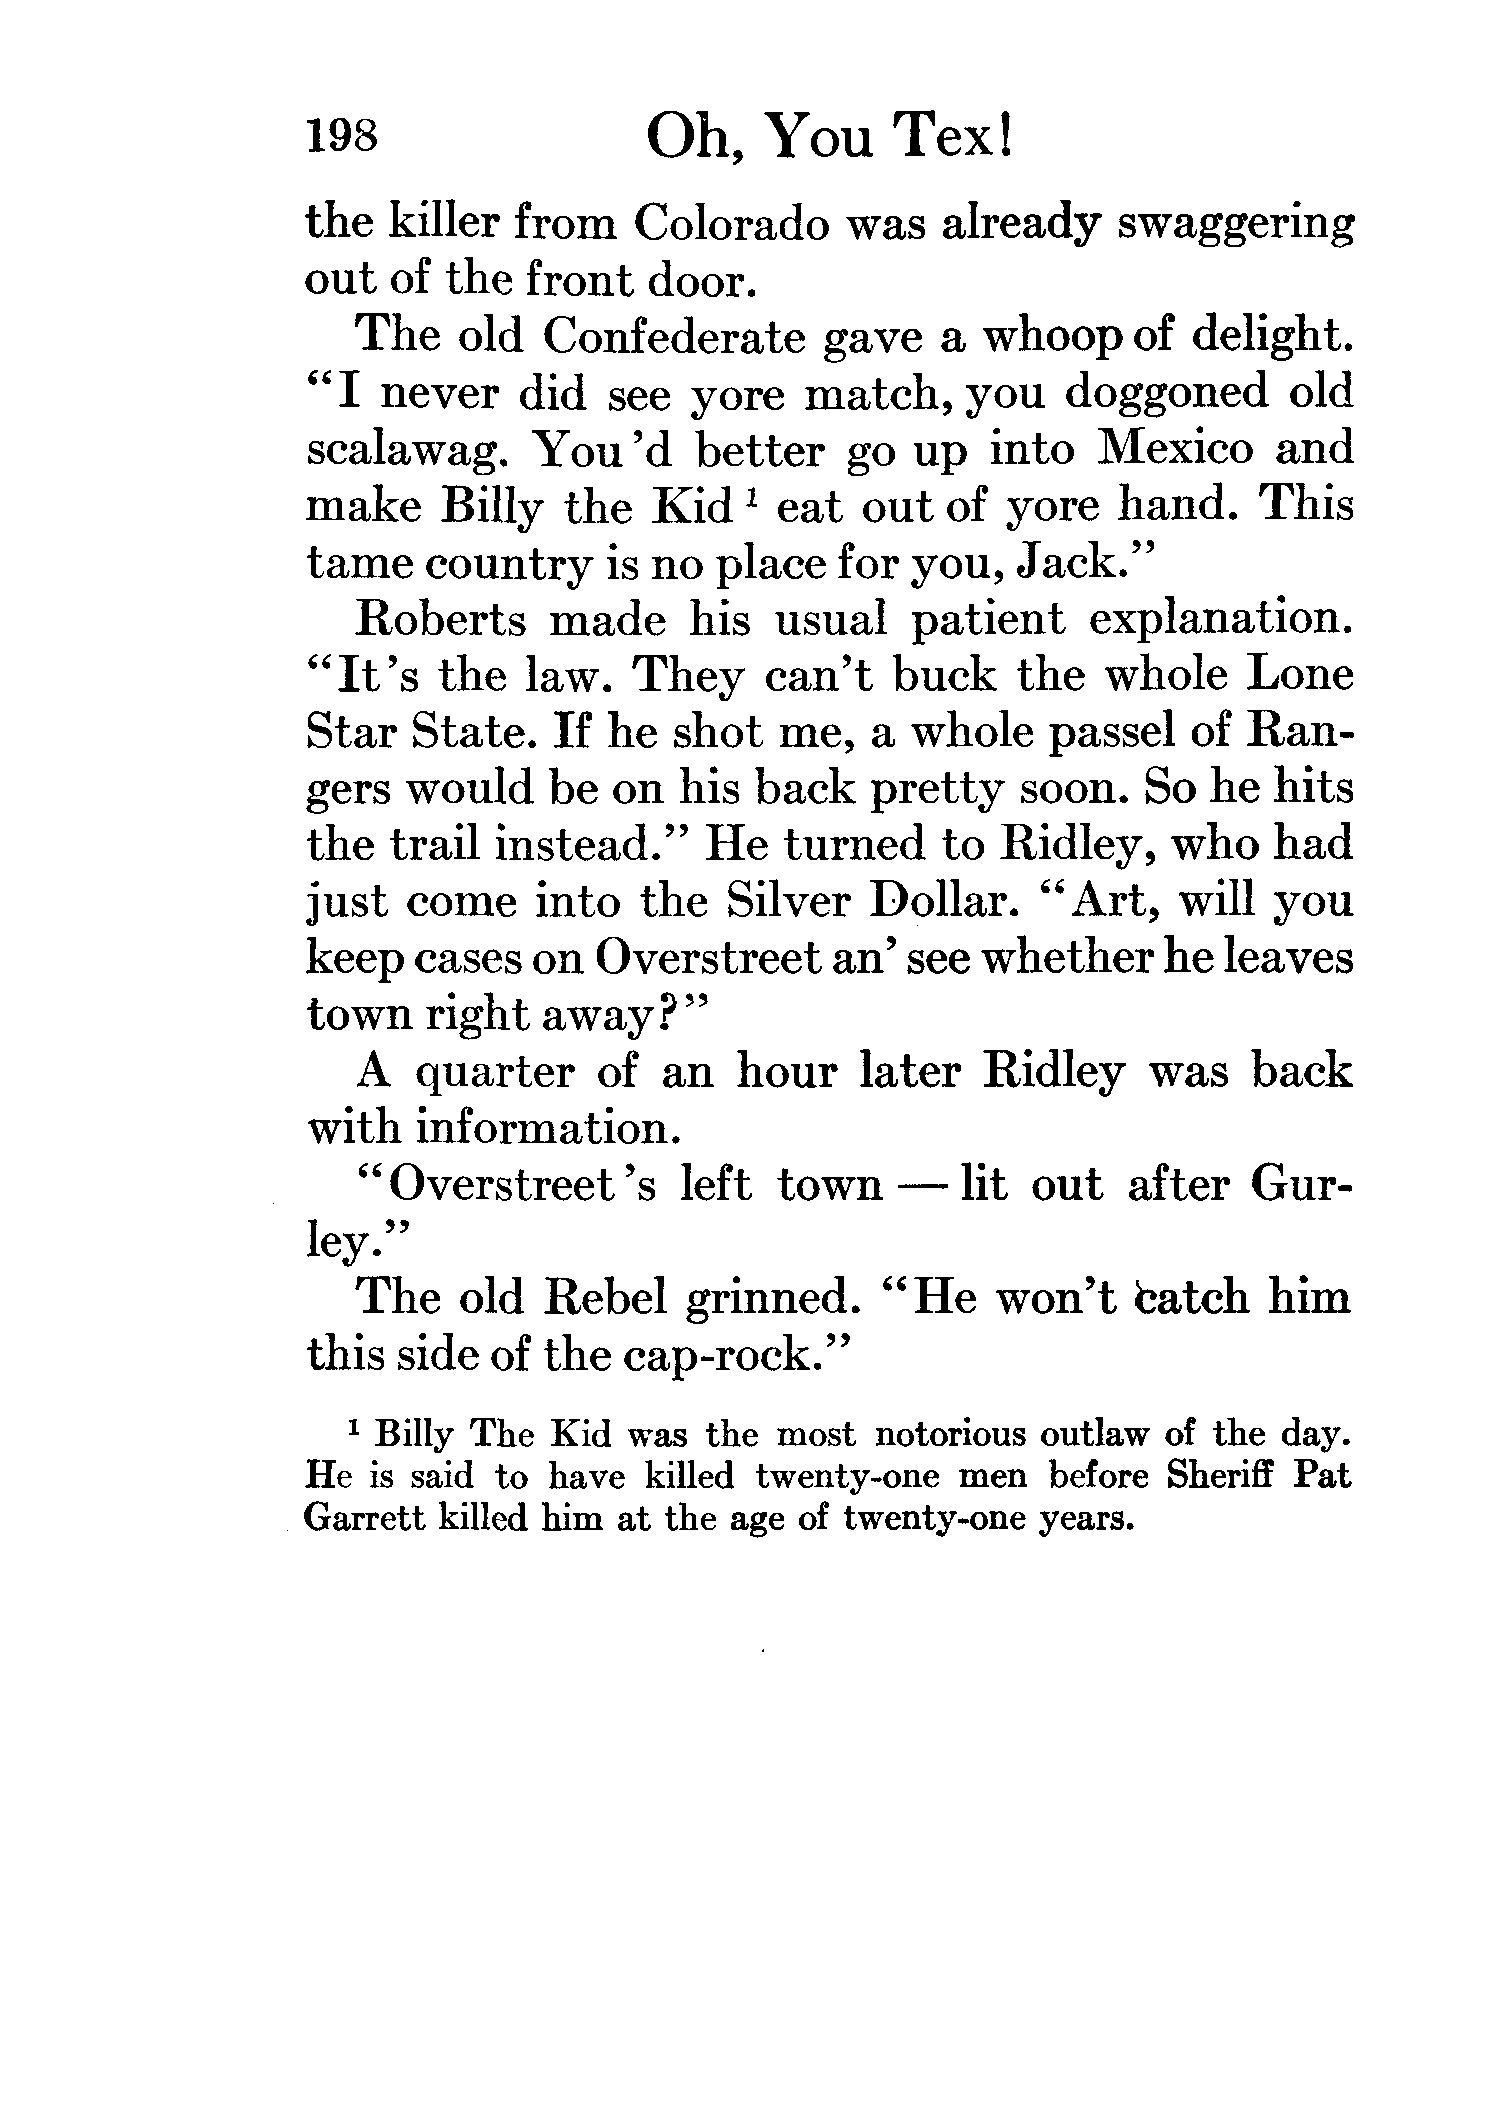 198 Oh, You Tex!
the killer from Colorado was already swaggering
out of the front door.
The old Confederate gave a whoop of delight.
“I never did see yore match, you doggoned old
scalawag. You 'd better go up into Mexico and
make Billy the Kid ¹ eat out of yore hand. This
tame country is no place for you, Jack.”
Roberts made his usual patient explanation.
“It 's the law. They can't buck the whole Lone
Star State. If he shot me, a whole passel of Ran-
gers would be on his back pretty soon. So he hits
the trail instead.” He turned to Ridley, who had
just come into the Silver Dollar. “Art, will you
keep cases on Overstreet an' see whether he leaves
town right away?”
A quarter of an hour later Ridley was back
with information.
“Overstreet 's left town — lit out after Gur-
ley.”
The old Rebel grinned. “He won't catch him
this side of the cap-rock.”
¹ Billy The Kid was the most notorious outlaw of the day.
He is said to have killed twenty-one men before Sheriff Pat
Garrett killed him at the age of twenty-one years.